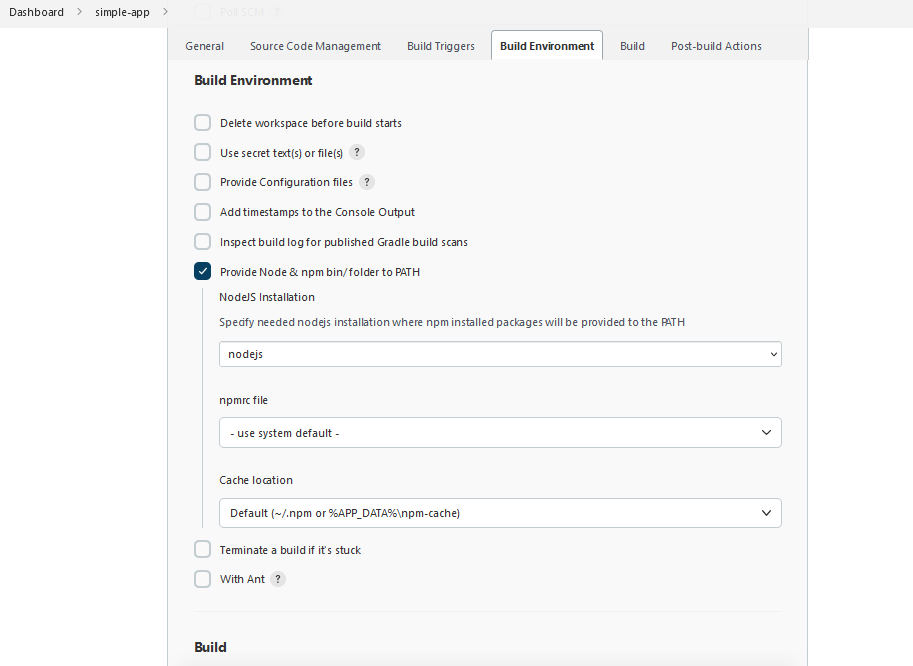 Dashboard > simple-app >
Poll SCM ?
General Source Code Management Build Triggers Build Environment Build Post-build Actions
Build Environment
Delete workspace before build starts
Use secret text(s) or file(s) ?
Provide Configuration files ?
Add timestamps to the Console Output
Inspect build log for published Gradle build scans
Provide Node & npm bin/ folder to PATH
NodeJS Installation
Specify needed nodejs installation where npm installed packages will be provided to the PATH
nodejs
npmrc file
- use system default -
Cache location
Default (~/.npm or %APP_DATA%\npm-cache)
Terminate a build if it's stuck
With Ant ?
Build